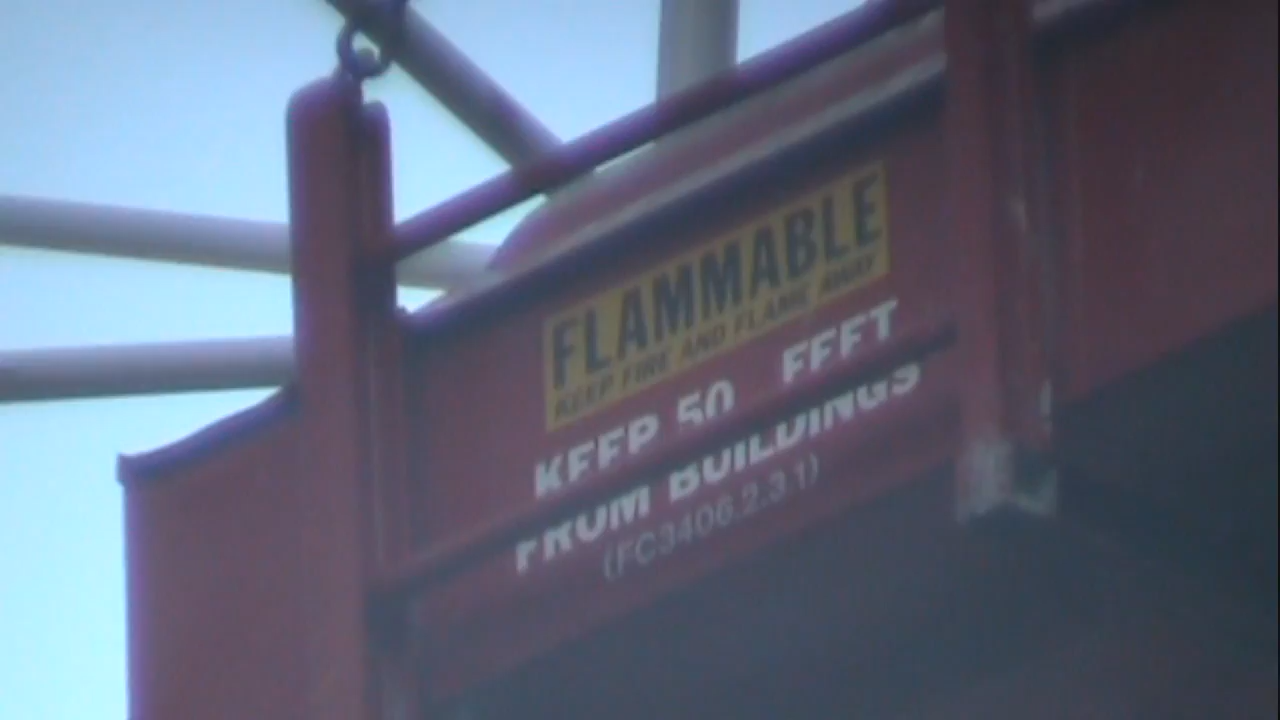 FLAMMABLE
KEEP FIRE AND FLAME AWAY
KEEP 50 FEET
FROM BUILDINGS
(FC3406.2.3.1)